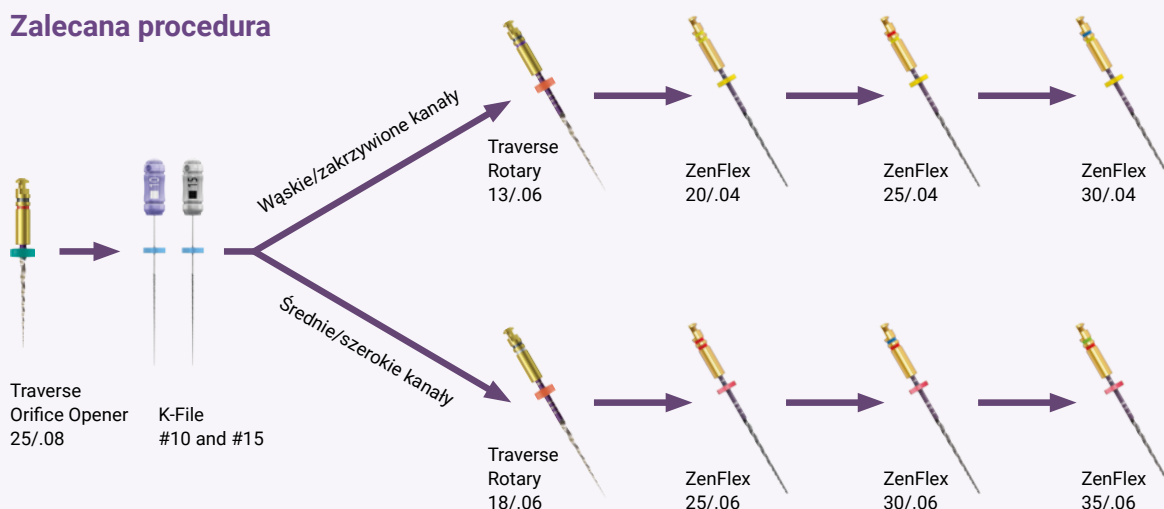 Zalecana procedura
Traverse
Orifice Opener
25/.08
10
15
K-File
#10 and #15
Wąskie/zakrzywione kanały
Traverse
Rotary
13/.06
ZenFlex
20/.04
ZenFlex
25/.04
ZenFlex
30/.04
Średnie/szerokie kanały
Traverse
Rotary
18/.06
ZenFlex
25/.06
ZenFlex
30/.06
ZenFlex
35/.06